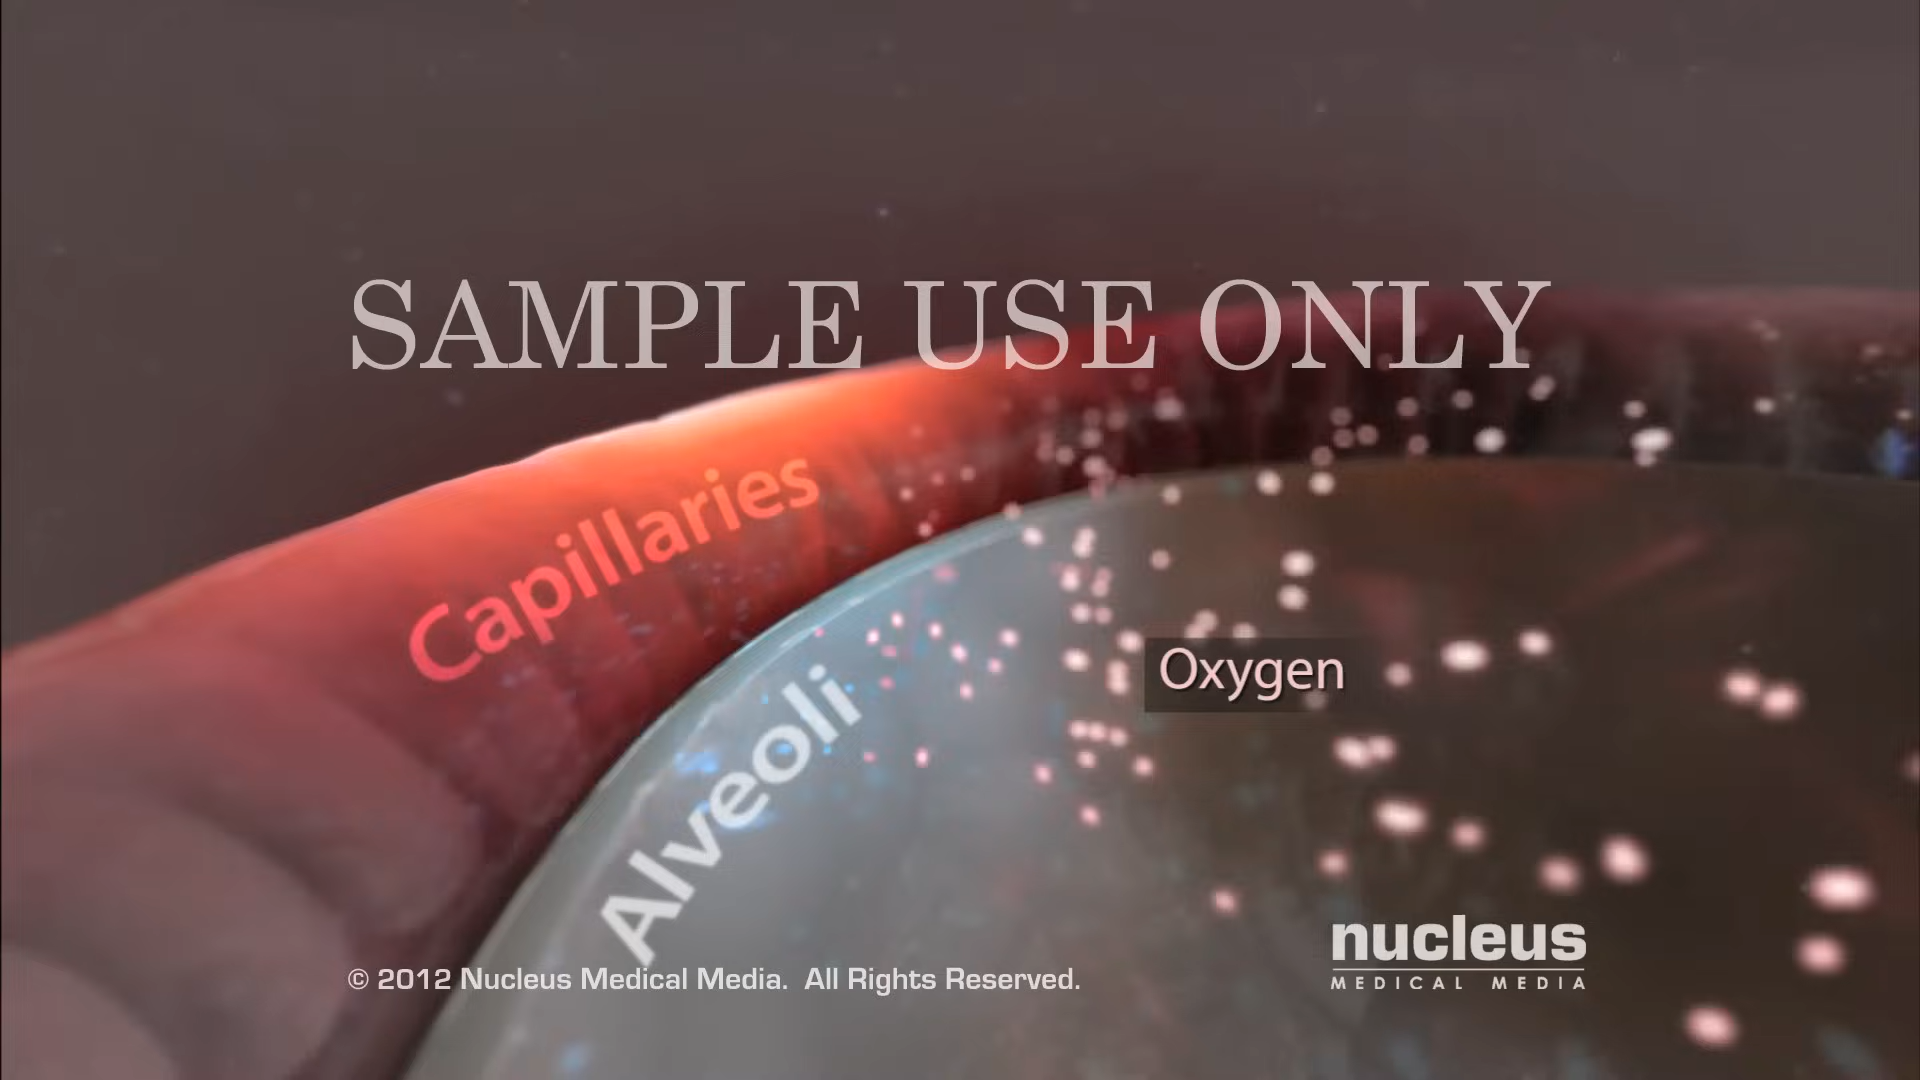 SAMPLE USE ONLY
Capillaries
Oxygen
Alveoli
© 2012 Nucleus Medical Media.  All Rights Reserved.
nucleus
MEDICAL MEDIA